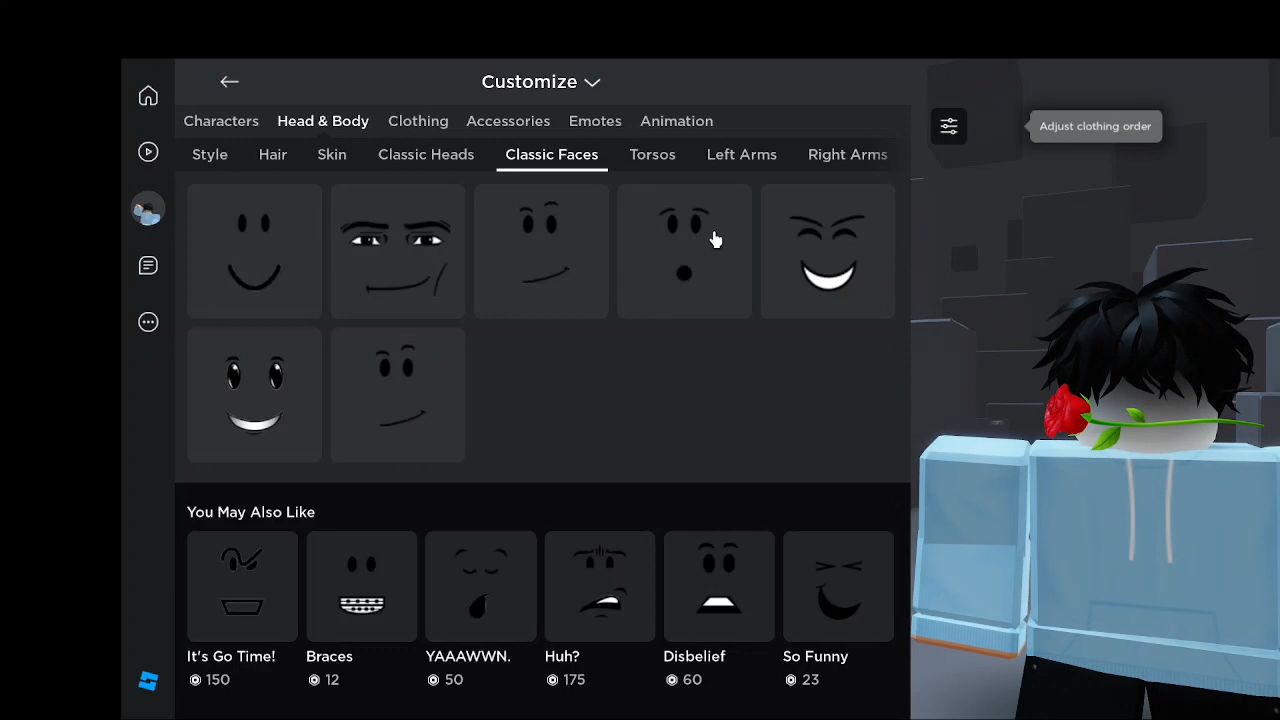 Customize
Characters Head & Body Clothing Accessories Emotes Animation
Adjust clothing order
Style Hair Skin Classic Heads Classic Faces Torsos Left Arms Right Arms
You May Also Like
It's Go Time! Braces YAAAWWN. Huh? Disbelief So Funny
150 12 50 175 60 23